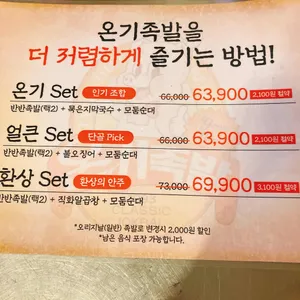 온기족발을
더 저렴하게 즐기는 방법!
온기 Set 인기 조합 66,000 63,900 2,100원 절약
반반족발(택2) + 묵은지막국수 + 모둠순대
얼큰 Set 단골 Pick 66,000 63,900 2,100원 절약
반반족발(택2) + 불오징어 + 모둠순대
환상 Set 환상의 안주 73,000 69,900 3,100원 절약
반반족발(택2) + 직화알곱창 + 모둠순대
*오리지날(일반) 족발로 변경시 2,000원 할인
*남은 음식 포장 가능합니다.